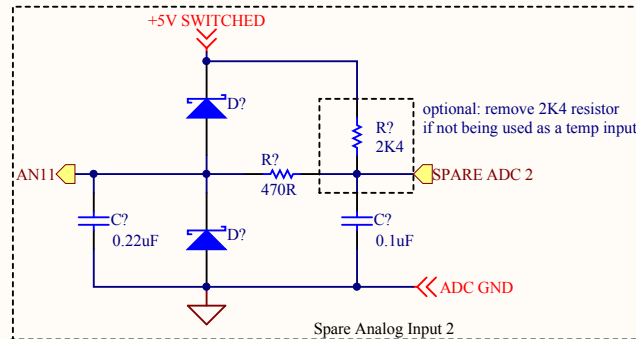 +5V SWITCHED
D?
optional: remove 2K4 resistor
if not being used as a temp input
R?
2K4
R?
470R
AN11
SPARE ADC 2
C?
0.22uF
D?
C?
0.1uF
ADC GND
Spare Analog Input 2